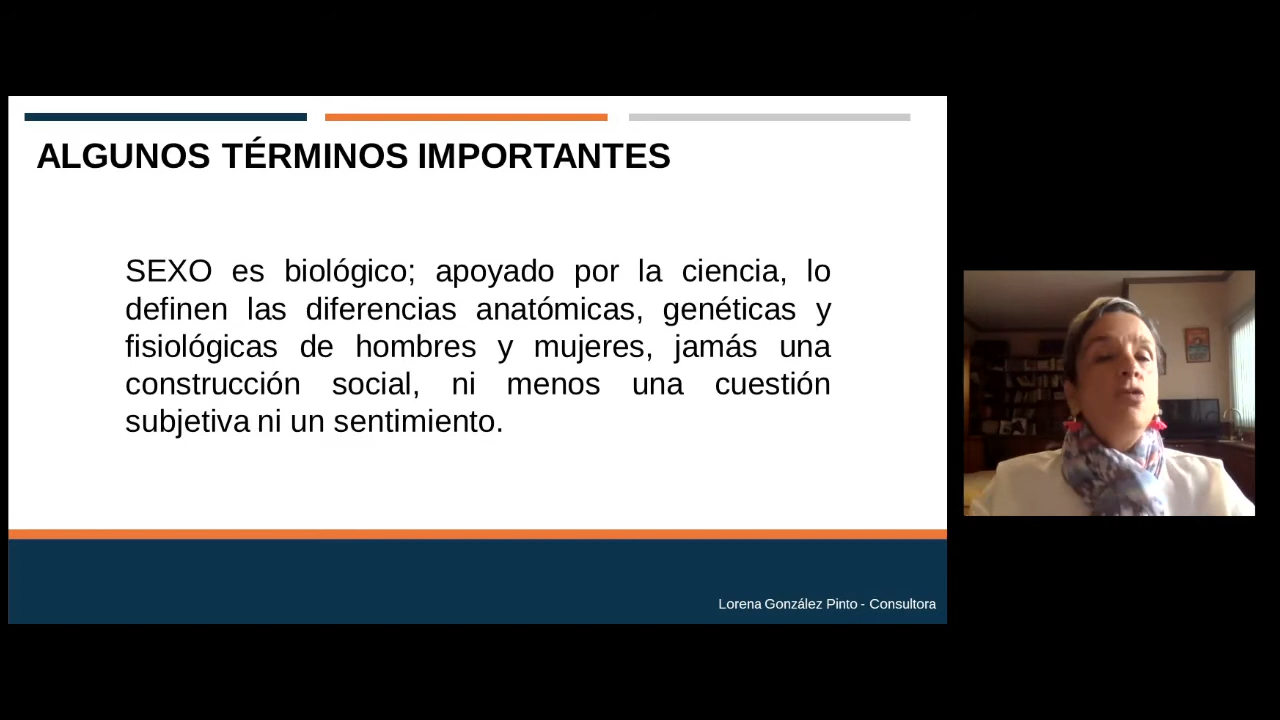 ALGUNOS TÉRMINOS IMPORTANTES
SEXO es biológico; apoyado por la ciencia, lo
definen las diferencias anatómicas, genéticas y
fisiológicas de hombres y mujeres, jamás una
construcción social, ni menos una cuestión
subjetiva ni un sentimiento.
Lorena González Pinto - Consultora